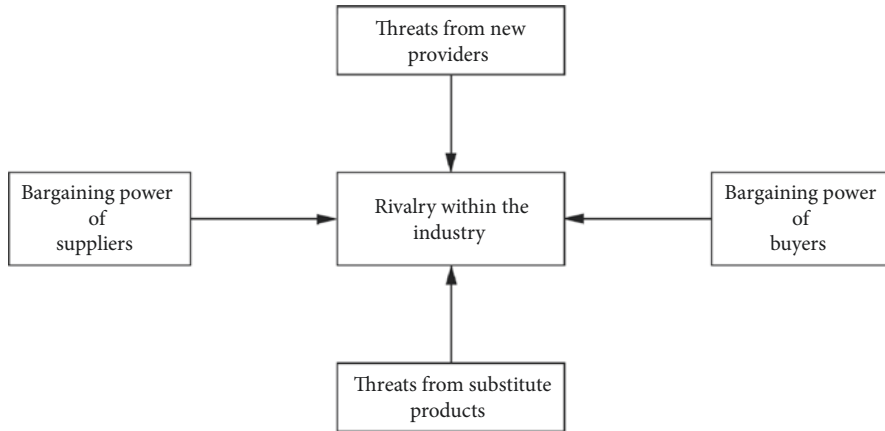 Threats from new
providers
Bargaining power
of
suppliers
Rivalry within the
industry
Bargaining power
of
buyers
Threats from substitute
products